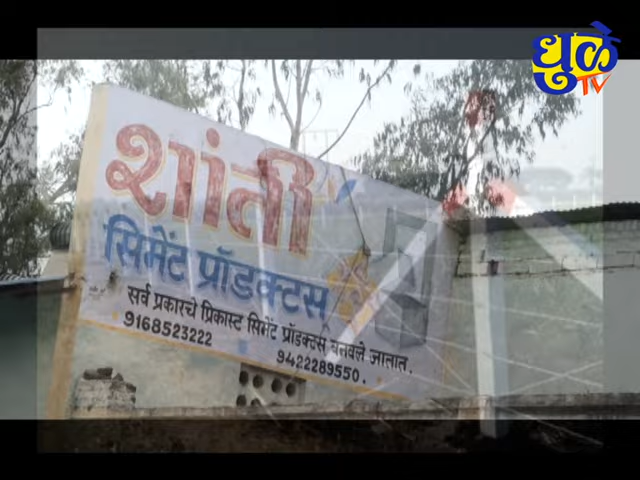 धुळे
TV
शांती
सिमेंट प्रॉडक्टस्
सर्व प्रकारचे प्रिकास्ट सिमेंट प्रॉडक्टस् बनवले जातात.
9168523222
9422289550.